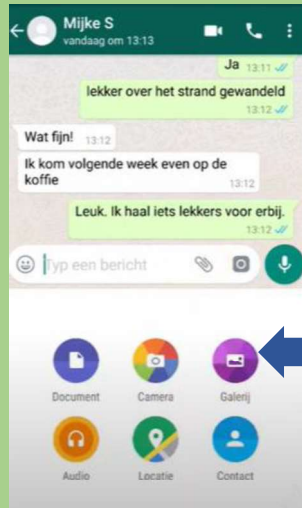 Mijke S
vandaag om 13:13
Ja 13:11
lekker over het strand gewandeld
13:12
Wat fijn! 13:12
Ik kom volgende week even op de
koffie 13:12
Leuk. Ik haal iets lekkers voor erbij.
13:12
Typ een bericht
Document Camera Galerij
Audio Locatie Contact